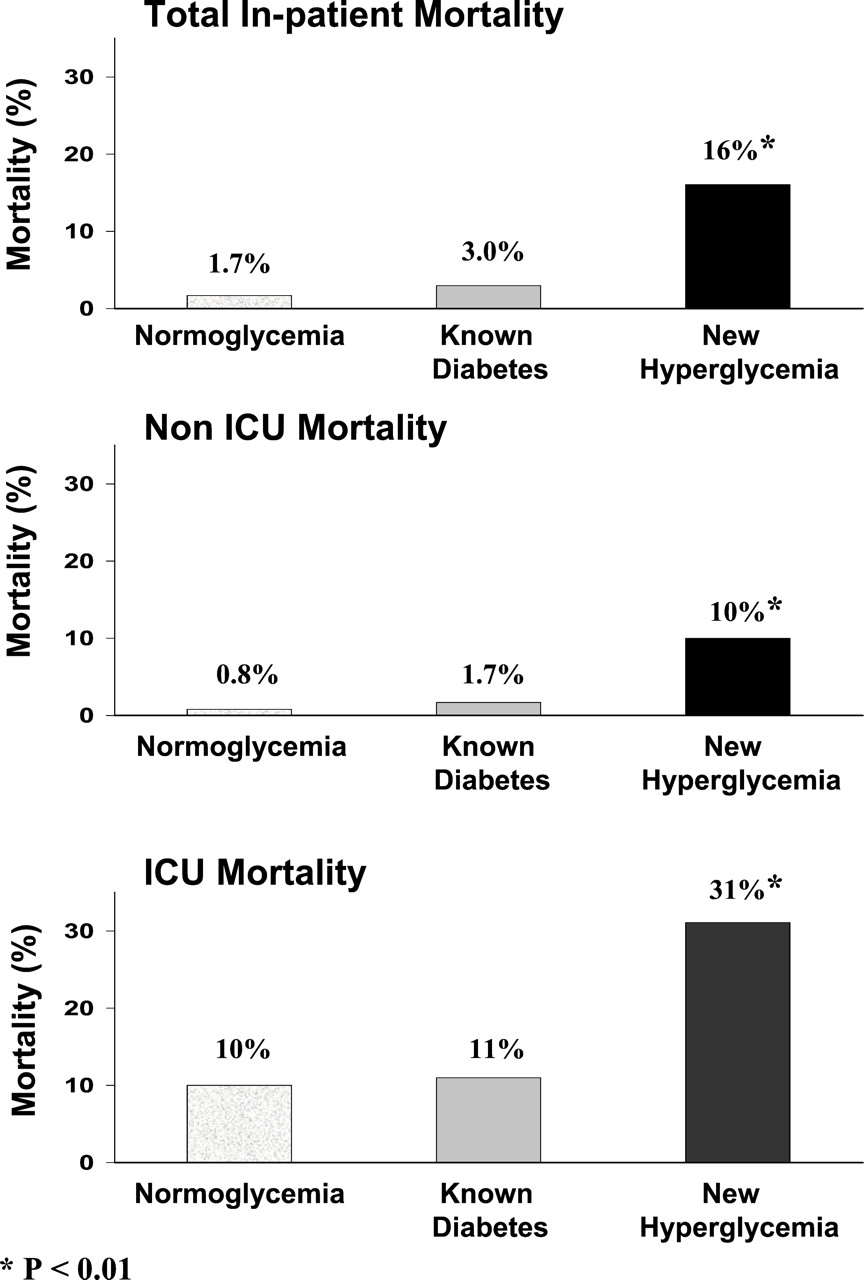 Total In-patient Mortality
Mortality (%)
30
20
10
0
1.7%
3.0%
16%*
Normoglycemia
Known
Diabetes
New
Hyperglycemia
Non ICU Mortality
Mortality (%)
30
20
10
0
0.8%
1.7%
10%*
Normoglycemia
Known
Diabetes
New
Hyperglycemia
ICU Mortality
Mortality (%)
30
20
10
0
10%
11%
31%*
Normoglycemia
Known
Diabetes
New
Hyperglycemia
* P < 0.01